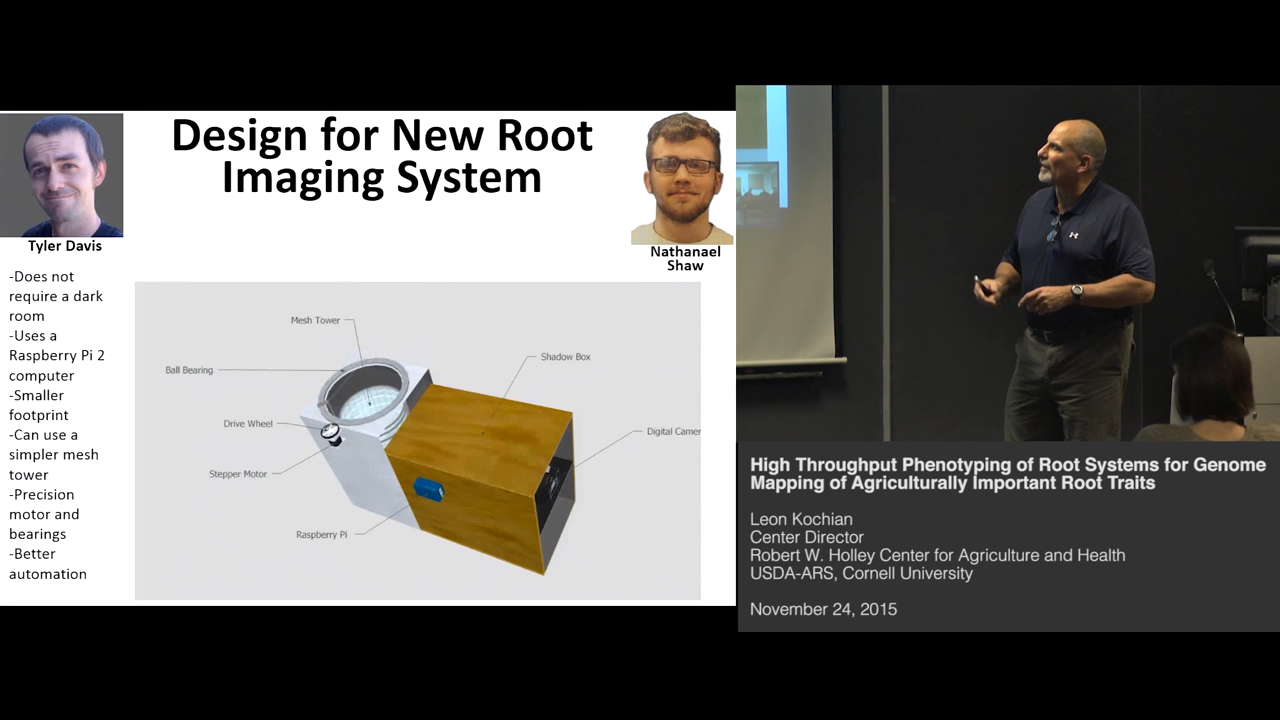 Design for New Root
Imaging System
Tyler Davis
Nathanael
Shaw
-Does not
require a dark
room
-Uses a
Raspberry Pi 2
computer
-Smaller
footprint
-Can use a
simpler mesh
tower
-Precision
motor and
bearings
-Better
automation
Mesh Tower
Ball Bearing
Shadow Box
Drive Wheel
Digital Camer
Stepper Motor
Raspberry Pi
High Throughput Phenotyping of Root Systems for Genome
Mapping of Agriculturally Important Root Traits
Leon Kochian
Center Director
Robert W. Holley Center for Agriculture and Health
USDA-ARS, Cornell University
November 24, 2015